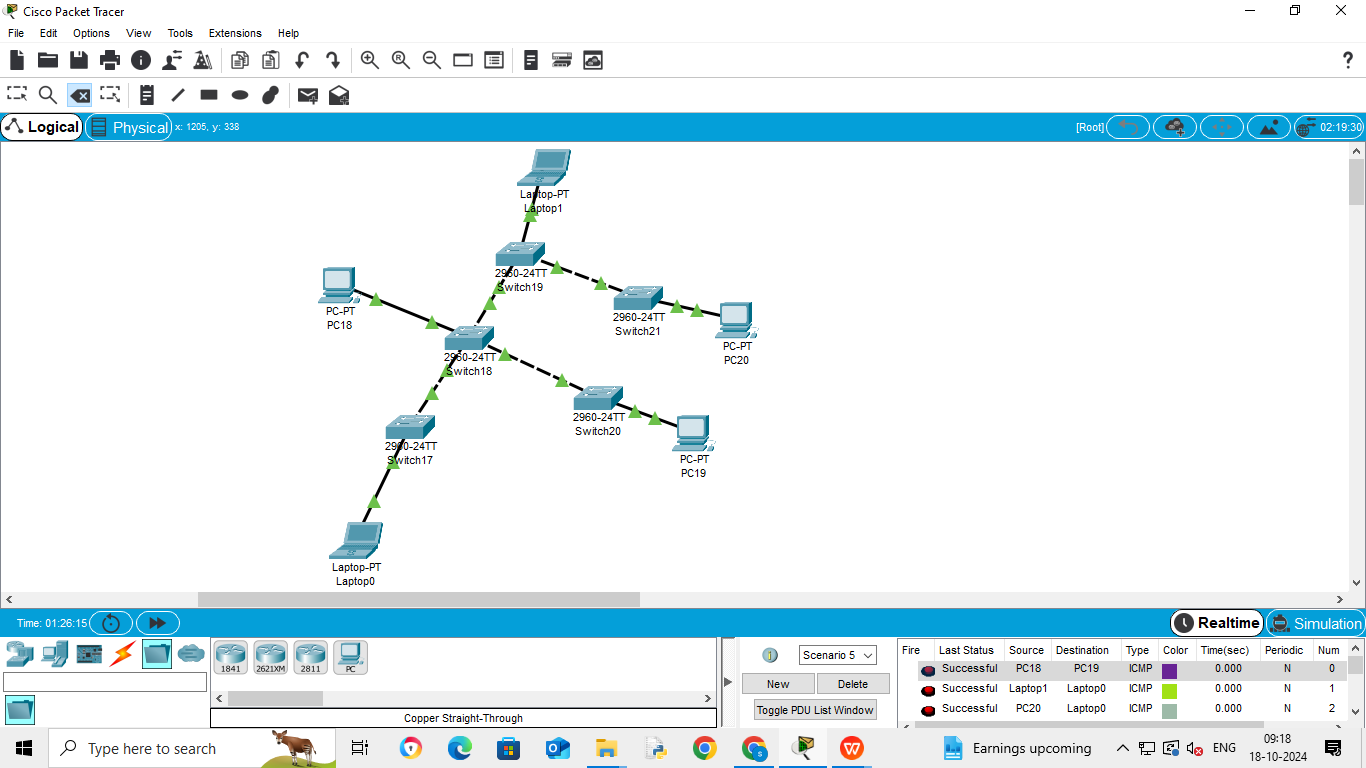 Cisco Packet Tracer
File Edit Options View Tools Extensions Help
Logical Physical x: 1205, y: 338 [Root] 02:19:30
Laptop-PT
Laptop1
2960-24TT
Switch19
PC-PT
PC18
2960-24TT
Switch21
PC-PT
PC20
2960-24TT
Switch18
2960-24TT
Switch20
PC-PT
PC19
2960-24TT
Switch17
Laptop-PT
Laptop0
Time: 01:26:15 Realtime Simulation
1841 2621XM 2811 PC
Copper Straight-Through
Scenario 5
New Delete
Toggle PDU List Window
Fire Last Status Source Destination Type Color Time(sec) Periodic Num
Successful PC18 PC19 ICMP 0.000 N 0
Successful Laptop1 Laptop0 ICMP 0.000 N 1
Successful PC20 Laptop0 ICMP 0.000 N 2
Type here to search
Earnings upcoming
ENG
09:18
18-10-2024